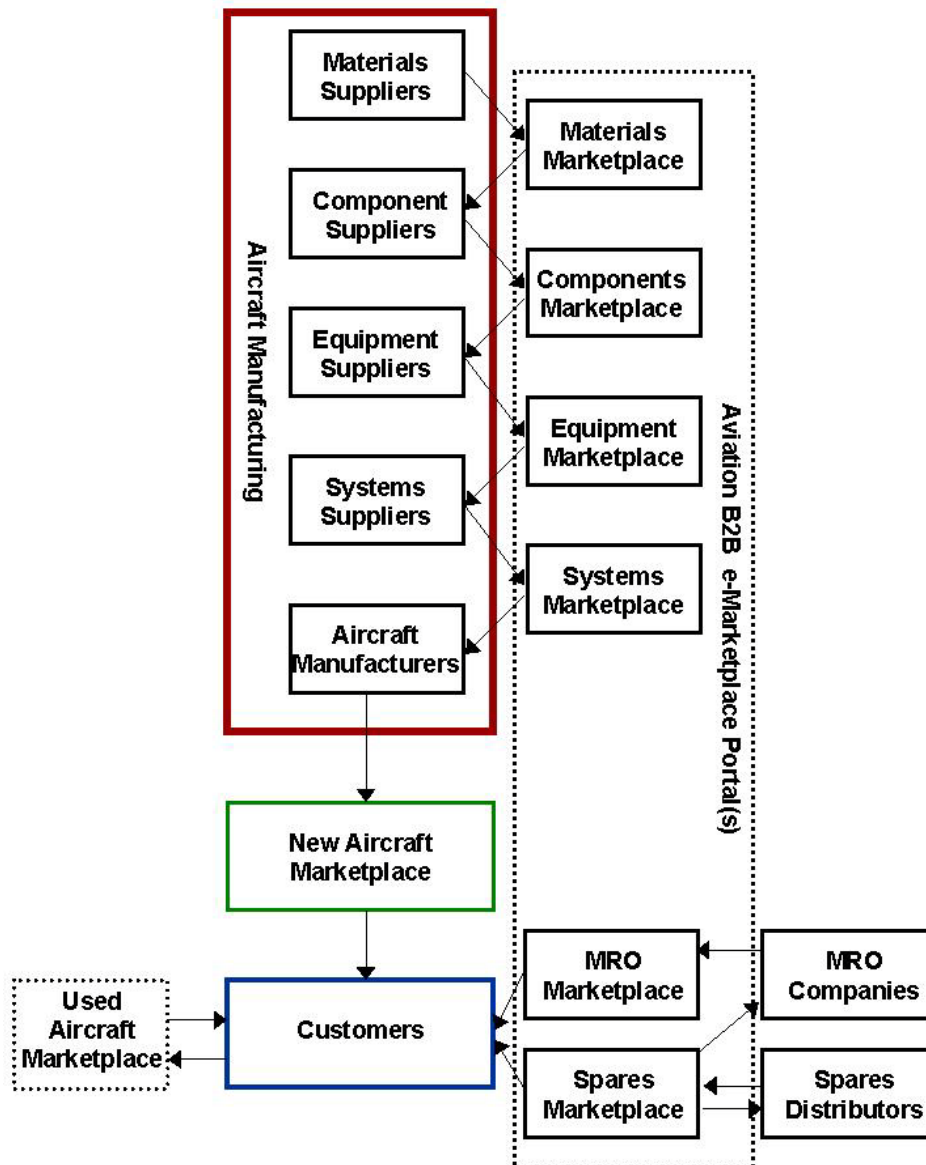 Materials
Suppliers
Materials
Marketplace
Component
Suppliers
Components
Marketplace
Equipment
Suppliers
Equipment
Marketplace
Systems
Suppliers
Systems
Marketplace
Aircraft
Manufacturers
Aircraft Manufacturing
Aviation B2B e-Marketplace Portal(s)
New Aircraft
Marketplace
Used
Aircraft
Marketplace
Customers
MRO
Marketplace
MRO
Companies
Spares
Marketplace
Spares
Distributors